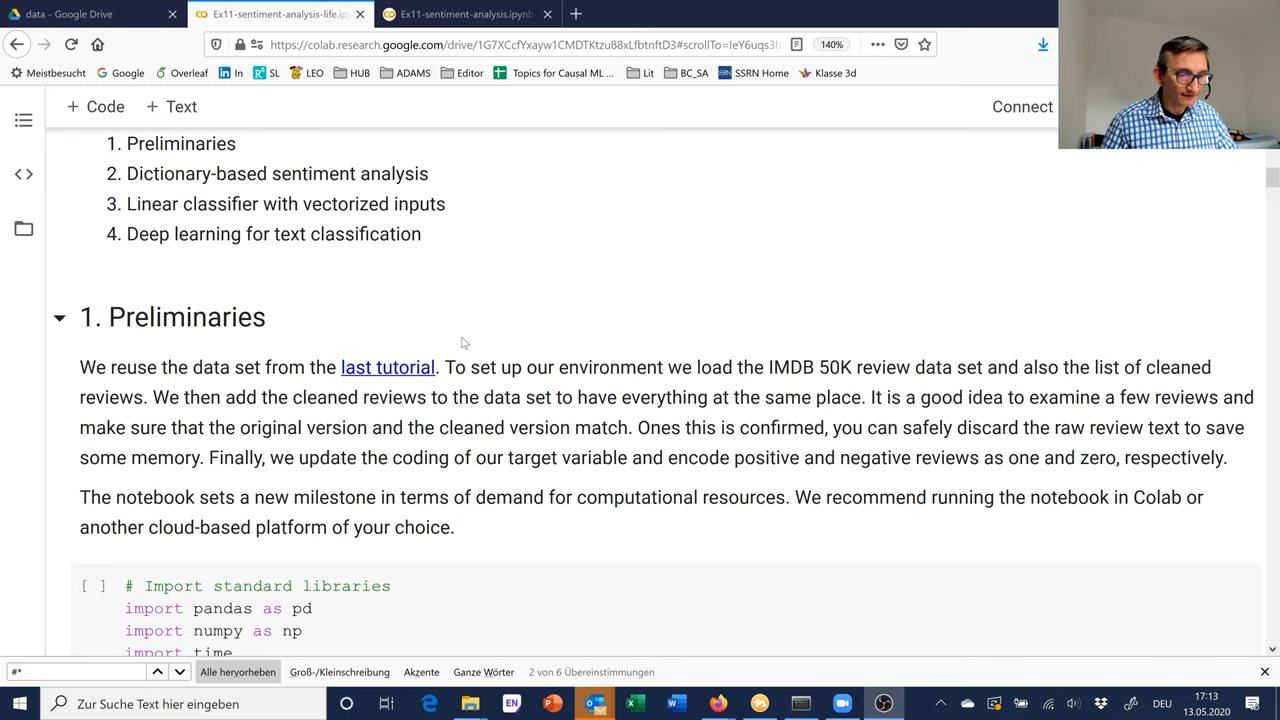 data - Google Drive
Ex11-sentiment-analysis-life.ipy
Ex11-sentiment-analysis.ipynb
https://colab.research.google.com/drive/1G7XCcfYxayw1CMDTKtzu88xLfbtnftD3#scrollTo=IeY6uqs3h
140%
Meistbesucht
Google
Overleaf
In
SL
LEO
HUB
ADAMS
Editor
Topics for Causal ML ...
Lit
BC_SA
SSRN Home
Klasse 3d
+ Code
+ Text
Connect
1. Preliminaries
2. Dictionary-based sentiment analysis
3. Linear classifier with vectorized inputs
4. Deep learning for text classification
1. Preliminaries
We reuse the data set from the last tutorial. To set up our environment we load the IMDB 50K review data set and also the list of cleaned
reviews. We then add the cleaned reviews to the data set to have everything at the same place. It is a good idea to examine a few reviews and
make sure that the original version and the cleaned version match. Ones this is confirmed, you can safely discard the raw review text to save
some memory. Finally, we update the coding of our target variable and encode positive and negative reviews as one and zero, respectively.
The notebook sets a new milestone in terms of demand for computational resources. We recommend running the notebook in Colab or
another cloud-based platform of your choice.
[ ] # Import standard libraries
import pandas as pd
import numpy as np
import time
#*
Alle hervorheben
Groß-/Kleinschreibung
Akzente
Ganze Wörter
2 von 6 Übereinstimmungen
Zur Suche Text hier eingeben
EN
DEU
17:13
13.05.2020